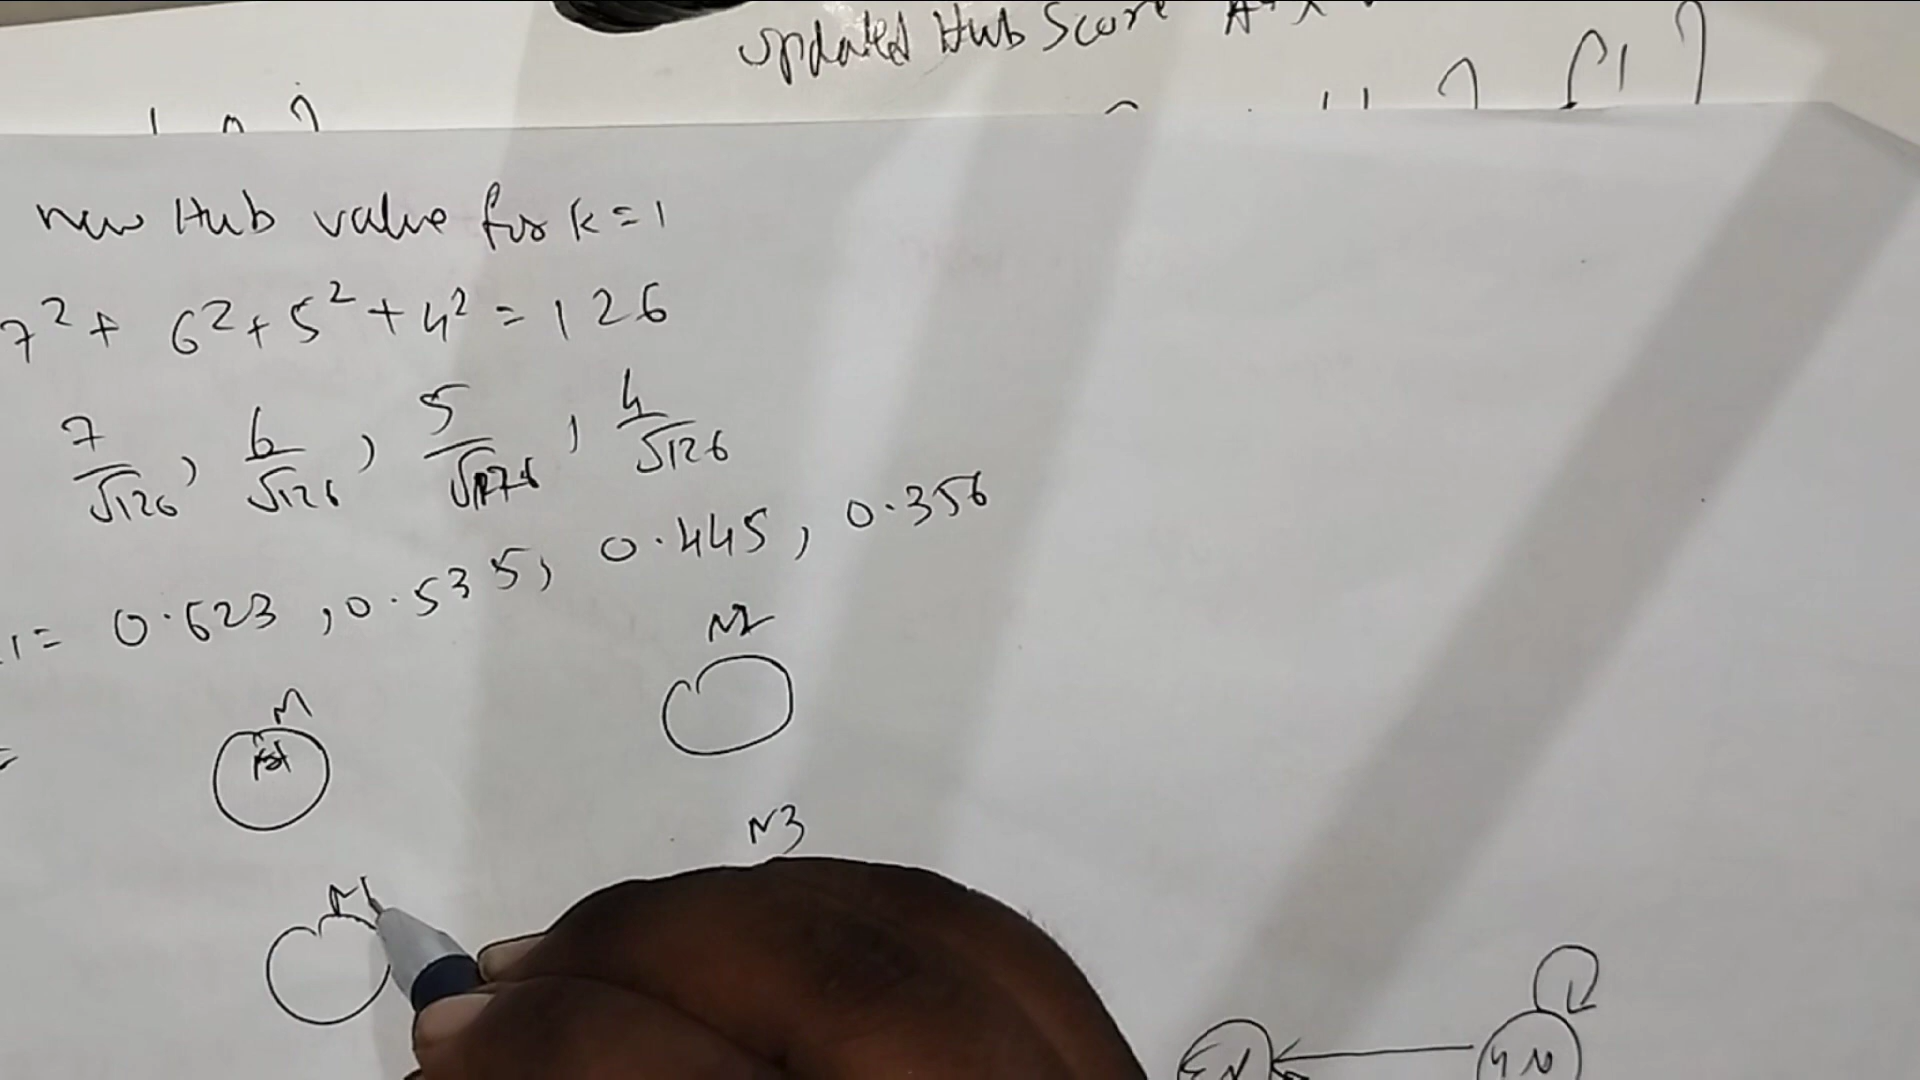 updated Hub Score
new Hub value for k=1
7² + 6² + 5² + 4² = 126
7/√126, 6/√126, 5/√126, 4/√126
1 = 0.623, 0.535, 0.445, 0.356
N2
N
N3
N